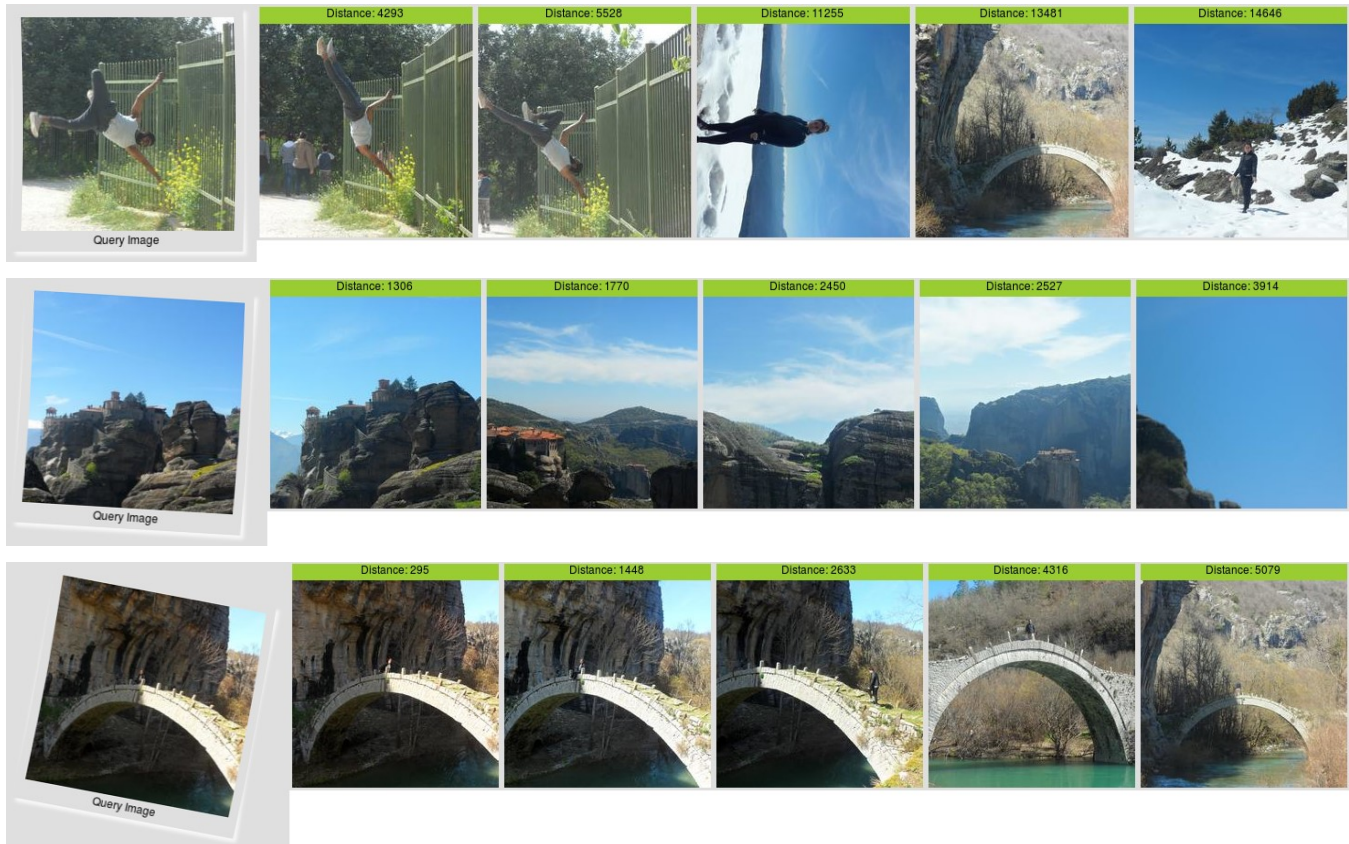 Distance: 4293
Distance: 5528
Distance: 11255
Distance: 13481
Distance: 14646
Query Image
Distance: 1306
Distance: 1770
Distance: 2450
Distance: 2527
Distance: 3914
Query Image
Distance: 295
Distance: 1448
Distance: 2633
Distance: 4316
Distance: 5079
Query Image